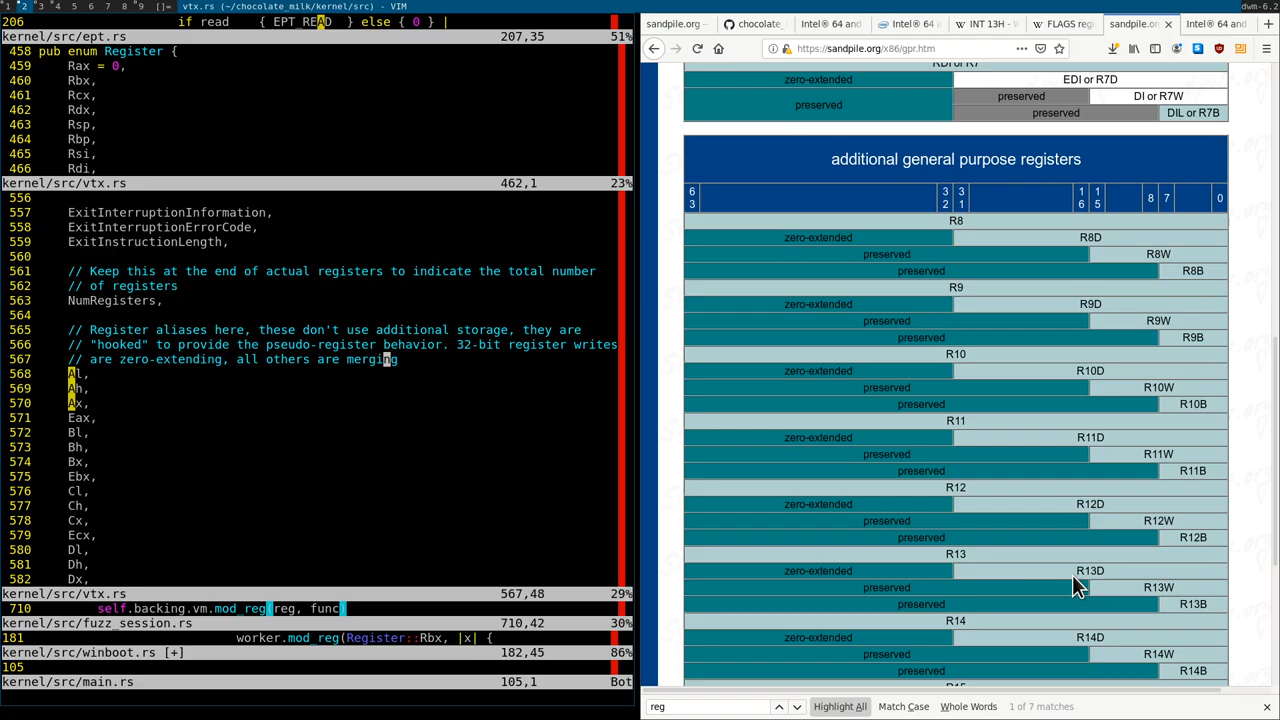 1 2 3 4 5 6 7 8 9 []= vtx.rs (~/chocolate_milk/kernel/src) - VIM
dwm-6.2
206 if read { EPT_READ } else { 0 } |
kernel/src/ept.rs 207,35 51%
458 pub enum Register {
459 Rax = 0,
460 Rbx,
461 Rcx,
462 Rdx,
463 Rsp,
464 Rbp,
465 Rsi,
466 Rdi,
kernel/src/vtx.rs 462,1 23%
556
557 ExitInterruptionInformation,
558 ExitInterruptionErrorCode,
559 ExitInstructionLength,
560
561 // Keep this at the end of actual registers to indicate the total number
562 // of registers
563 NumRegisters,
564
565 // Register aliases here, these don't use additional storage, they are
566 // "hooked" to provide the pseudo-register behavior. 32-bit register writes
567 // are zero-extending, all others are merging
568 Al,
569 Ah,
570 Ax,
571 Eax,
572 Bl,
573 Bh,
574 Bx,
575 Ebx,
576 Cl,
577 Ch,
578 Cx,
579 Ecx,
580 Dl,
581 Dh,
582 Dx,
kernel/src/vtx.rs 567,48 29%
710 self.backing.vm.mod_reg(reg, func)
kernel/src/fuzz_session.rs 710,42 30%
181 worker.mod_reg(Register::Rbx, |x| {
kernel/src/winboot.rs [+] 182,45 86%
105
kernel/src/main.rs 105,1 Bot
sandpile.org chocolate_ Intel® 64 and Intel® 64 a INT 13H - W FLAGS reg sandpile.org Intel® 64 and
https://sandpile.org/x86/gpr.htm
RDI or R7
zero-extended EDI or R7D
preserved preserved DI or R7W
preserved DIL or R7B
additional general purpose registers
63 32 31 16 15 8 7 0
R8
zero-extended R8D
preserved R8W
preserved R8B
R9
zero-extended R9D
preserved R9W
preserved R9B
R10
zero-extended R10D
preserved R10W
preserved R10B
R11
zero-extended R11D
preserved R11W
preserved R11B
R12
zero-extended R12D
preserved R12W
preserved R12B
R13
zero-extended R13D
preserved R13W
preserved R13B
R14
zero-extended R14D
preserved R14W
preserved R14B
reg Highlight All Match Case Whole Words 1 of 7 matches